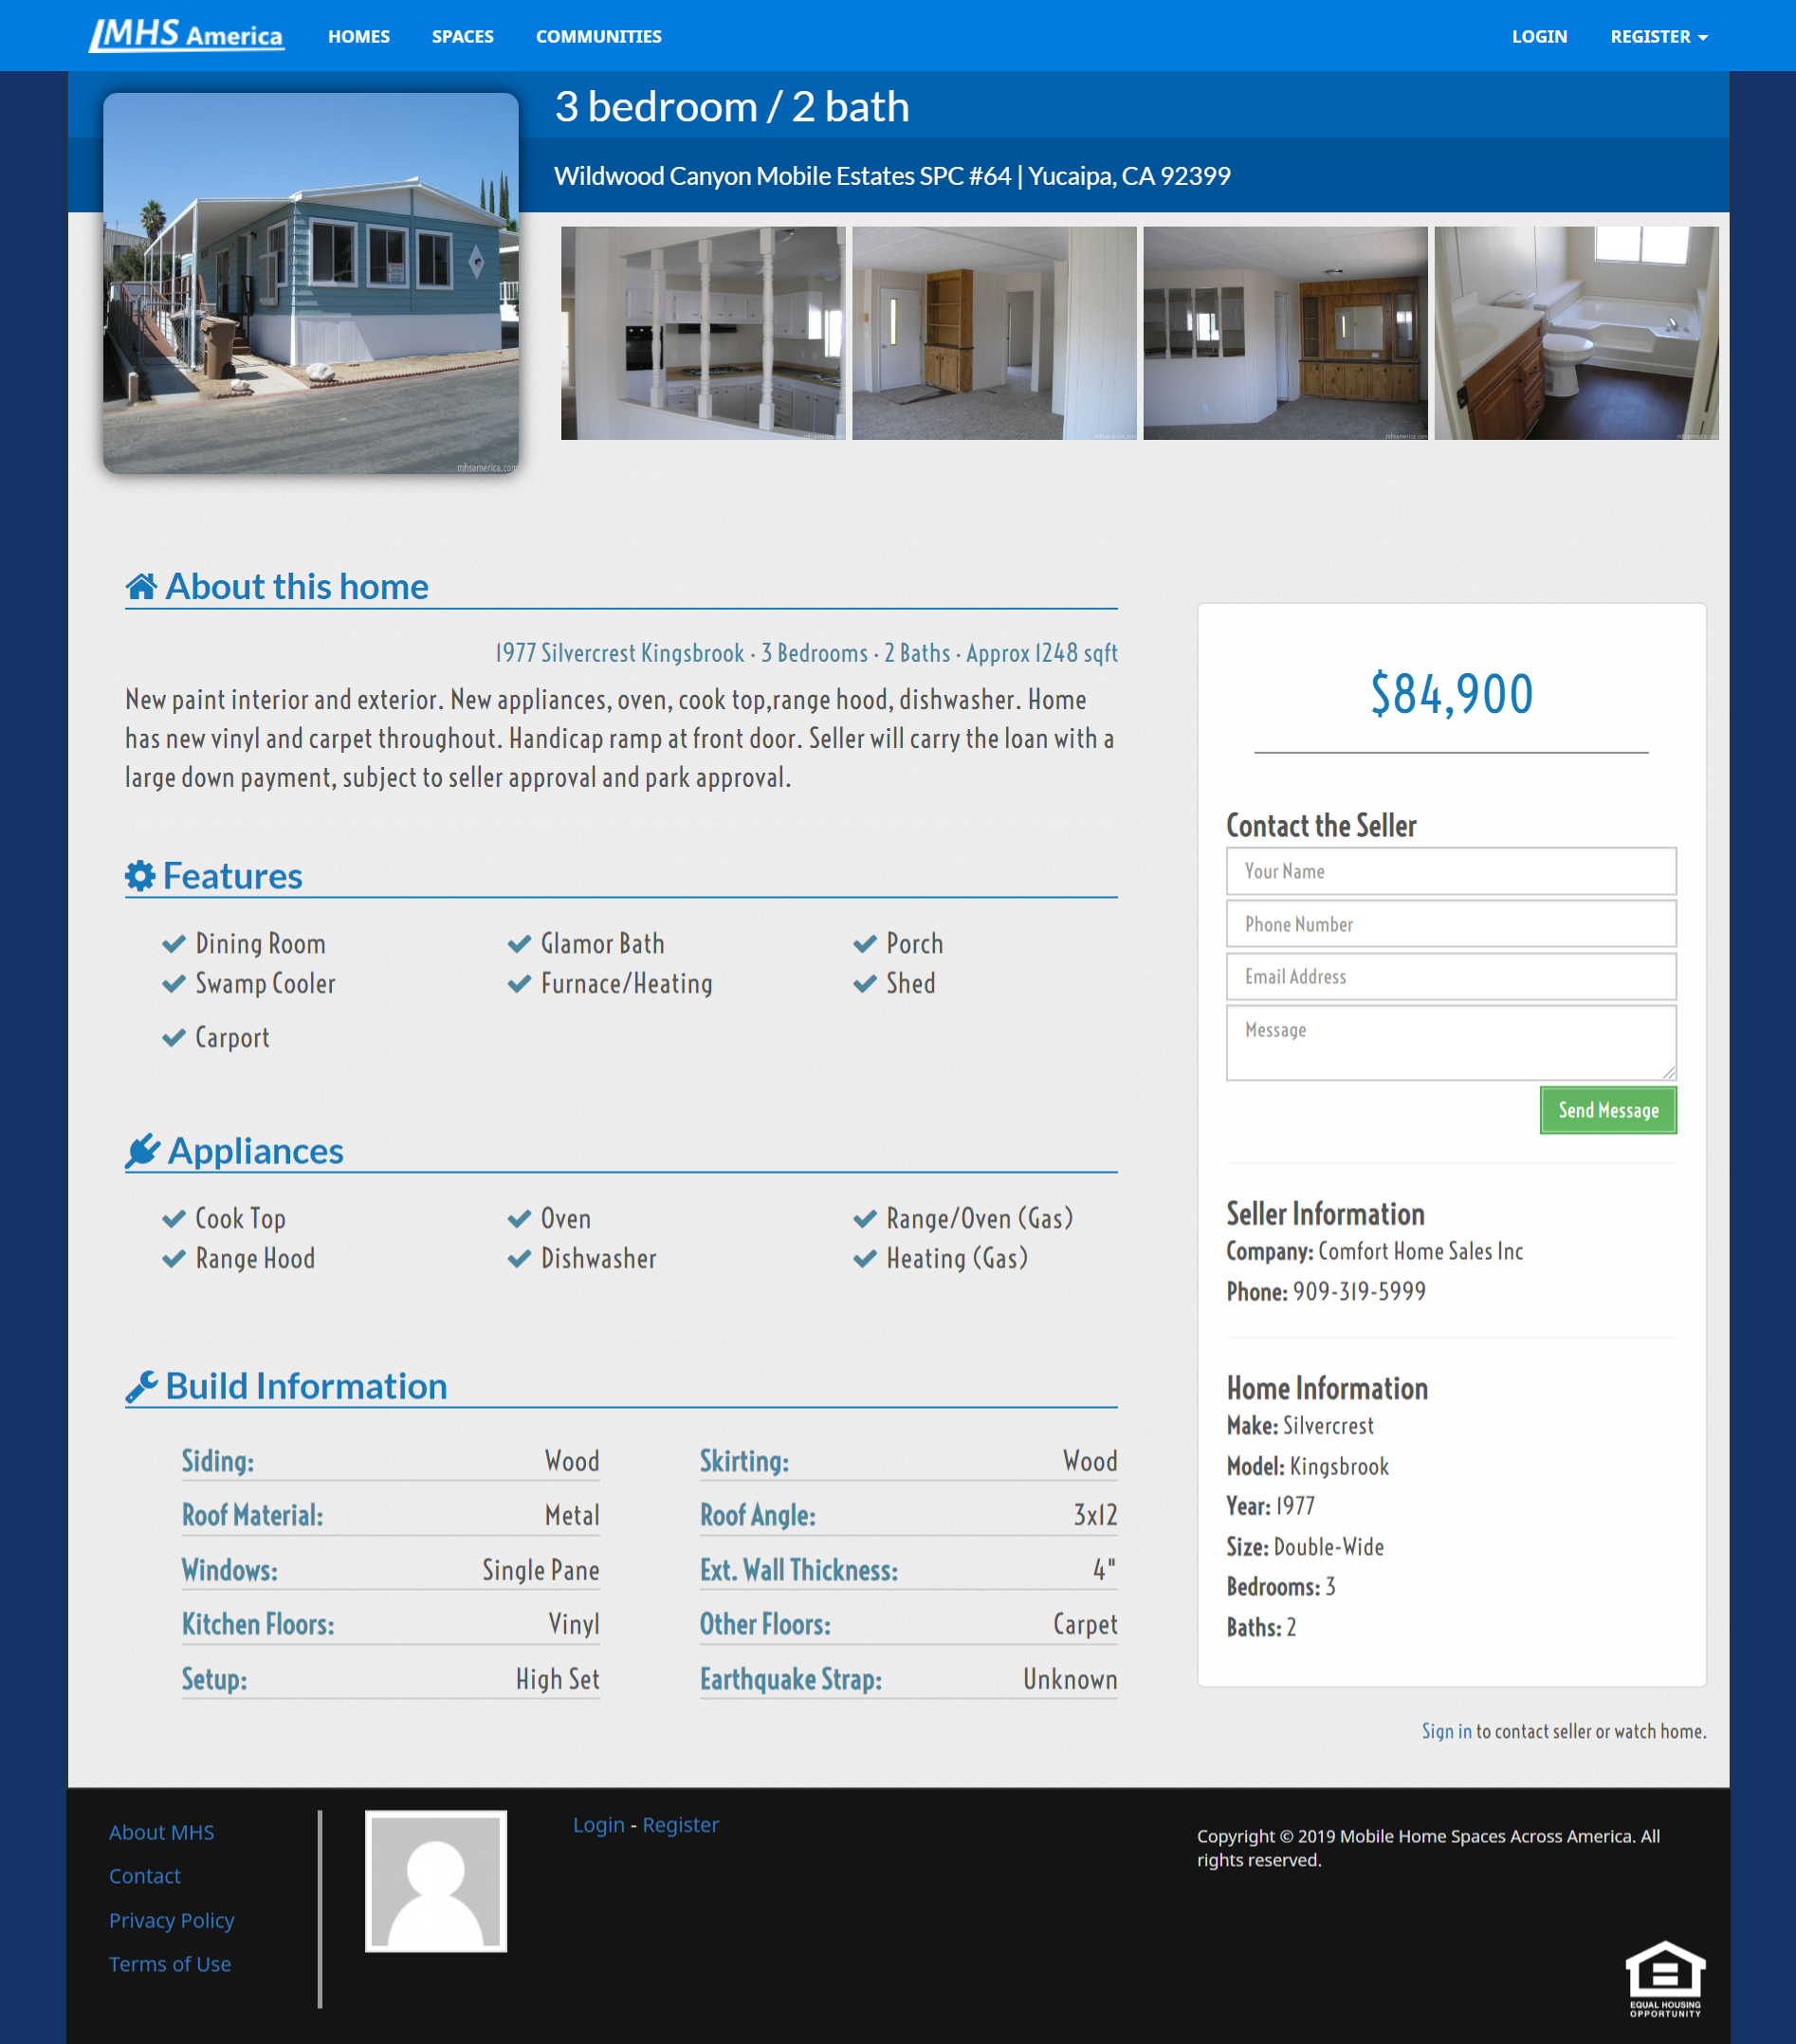 MHS America
HOMES
SPACES
COMMUNITIES
LOGIN
REGISTER
3 bedroom / 2 bath
Wildwood Canyon Mobile Estates SPC #64 | Yucaipa, CA 92399
mhsamerica.com
mhsamerica.com
mhsamerica.com
mhsamerica.com
mhsamerica.com
About this home
1977 Silvercrest Kingsbrook · 3 Bedrooms · 2 Baths · Approx 1248 sqft
New paint interior and exterior. New appliances, oven, cook top,range hood, dishwasher. Home
has new vinyl and carpet throughout. Handicap ramp at front door. Seller will carry the loan with a
large down payment, subject to seller approval and park approval.
Features
Dining Room
Glamor Bath
Porch
Swamp Cooler
Furnace/Heating
Shed
Carport
Appliances
Cook Top
Oven
Range/Oven (Gas)
Range Hood
Dishwasher
Heating (Gas)
Build Information
Siding: Wood
Skirting: Wood
Roof Material: Metal
Roof Angle: 3x12
Windows: Single Pane
Ext. Wall Thickness: 4"
Kitchen Floors: Vinyl
Other Floors: Carpet
Setup: High Set
Earthquake Strap: Unknown
$84,900
Contact the Seller
Your Name
Phone Number
Email Address
Message
Send Message
Seller Information
Company: Comfort Home Sales Inc
Phone: 909-319-5999
Home Information
Make: Silvercrest
Model: Kingsbrook
Year: 1977
Size: Double-Wide
Bedrooms: 3
Baths: 2
Sign in to contact seller or watch home.
About MHS
Contact
Privacy Policy
Terms of Use
Login - Register
Copyright © 2019 Mobile Home Spaces Across America. All
rights reserved.
EQUAL HOUSING
OPPORTUNITY